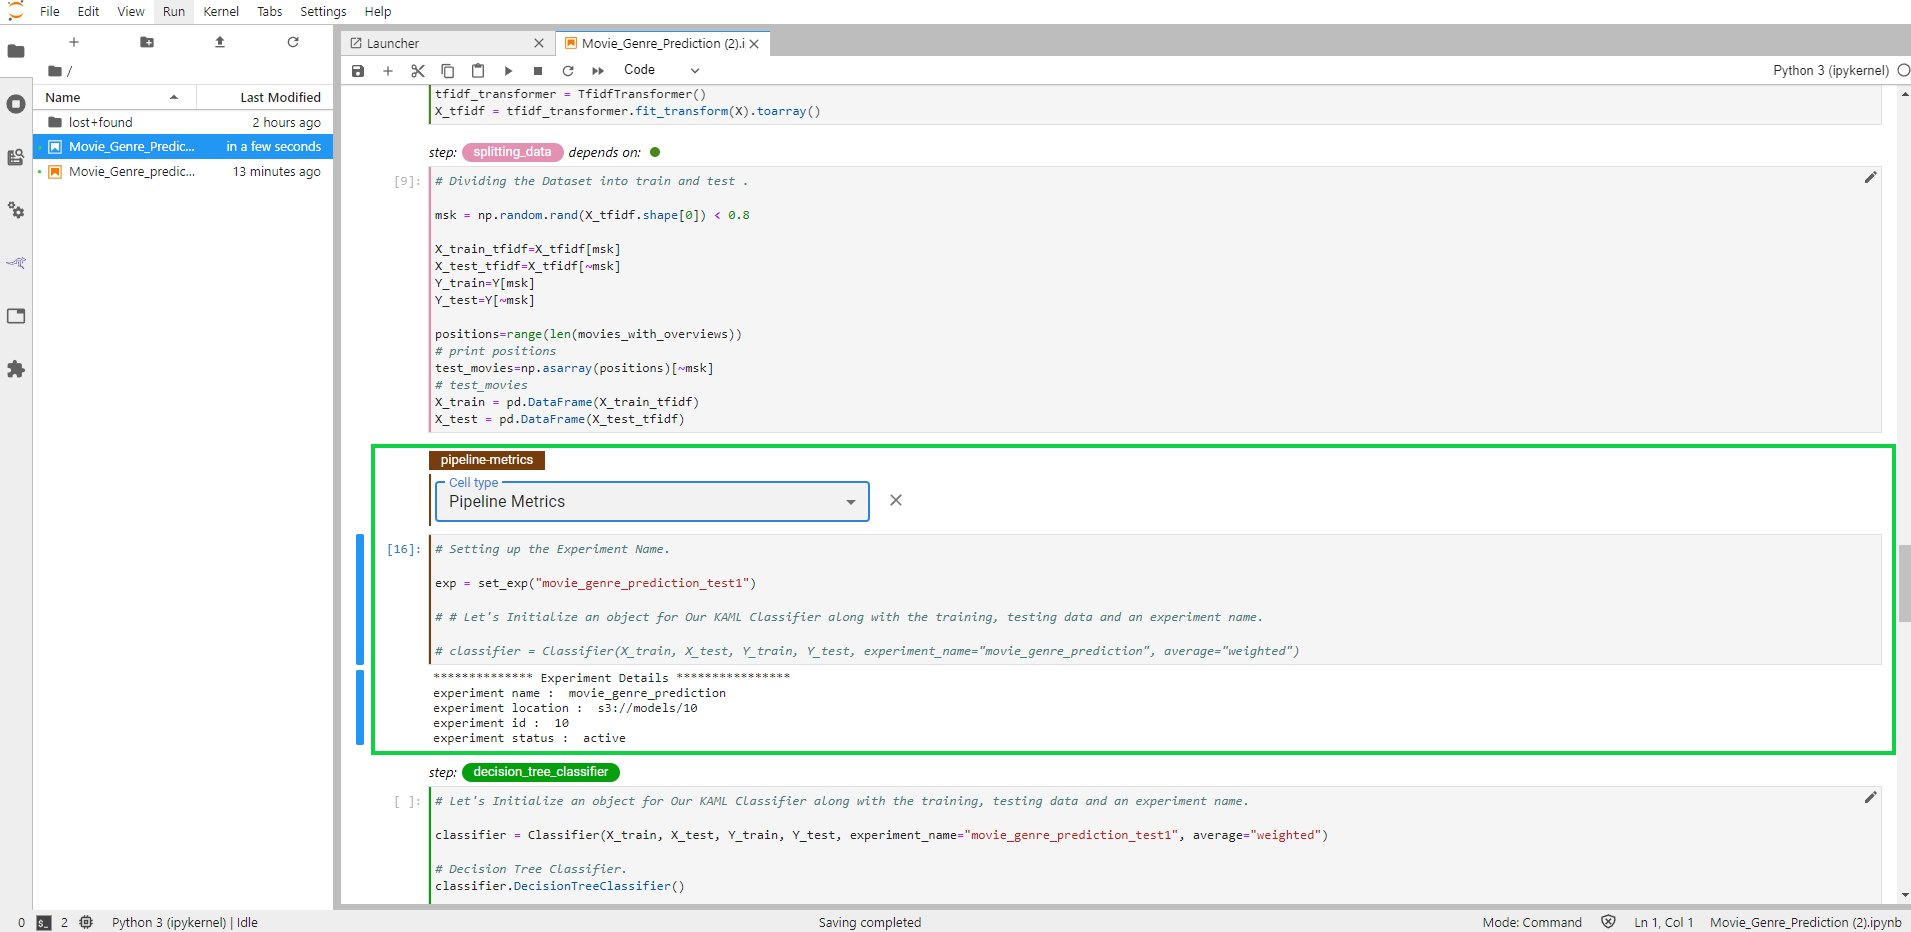 File Edit View Run Kernel Tabs Settings Help
Launcher
Movie_Genre_Prediction (2).i
Code
Python 3 (ipykernel)
/
Name
Last Modified
lost+found
2 hours ago
Movie_Genre_Predic...
in a few seconds
Movie_Genre_predic...
13 minutes ago
tfidf_transformer = TfidfTransformer()
X_tfidf = tfidf_transformer.fit_transform(X).toarray()
step: splitting_data depends on:
[9]:
# Dividing the Dataset into train and test .
msk = np.random.rand(X_tfidf.shape[0]) < 0.8
X_train_tfidf=X_tfidf[msk]
X_test_tfidf=X_tfidf[~msk]
Y_train=Y[msk]
Y_test=Y[~msk]
positions=range(len(movies_with_overviews))
# print positions
test_movies=np.asarray(positions)[~msk]
# test_movies
X_train = pd.DataFrame(X_train_tfidf)
X_test = pd.DataFrame(X_test_tfidf)
pipeline-metrics
Cell type
Pipeline Metrics
[16]:
# Setting up the Experiment Name.
exp = set_exp("movie_genre_prediction_test1")
# # Let's Initialize an object for Our KAML Classifier along with the training, testing data and an experiment name.
# classifier = Classifier(X_train, X_test, Y_train, Y_test, experiment_name="movie_genre_prediction", average="weighted")
************** Experiment Details ****************
experiment name :  movie_genre_prediction
experiment location :  s3://models/10
experiment id :  10
experiment status :  active
step: decision_tree_classifier
[ ]:
# Let's Initialize an object for Our KAML Classifier along with the training, testing data and an experiment name.
classifier = Classifier(X_train, X_test, Y_train, Y_test, experiment_name="movie_genre_prediction_test1", average="weighted")
# Decision Tree Classifier.
classifier.DecisionTreeClassifier()
0 $_ 2 Python 3 (ipykernel) | Idle
Saving completed
Mode: Command
Ln 1, Col 1
Movie_Genre_Prediction (2).ipynb